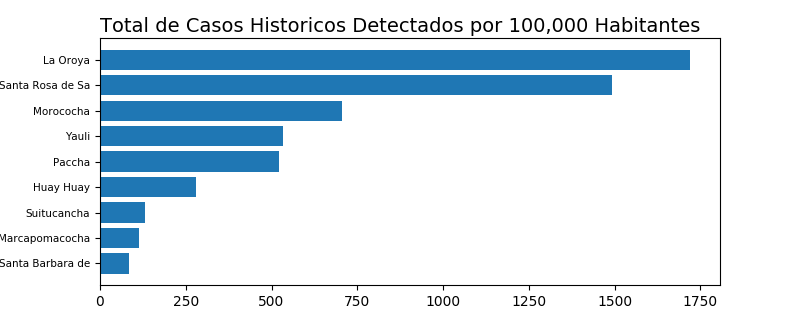 Total de Casos Historicos Detectados por 100,000 Habitantes
La Oroya
Santa Rosa de Sa
Morococha
Yauli
Paccha
Huay Huay
Suitucancha
Marcapomacocha
Santa Barbara de
0 250 500 750 1000 1250 1500 1750